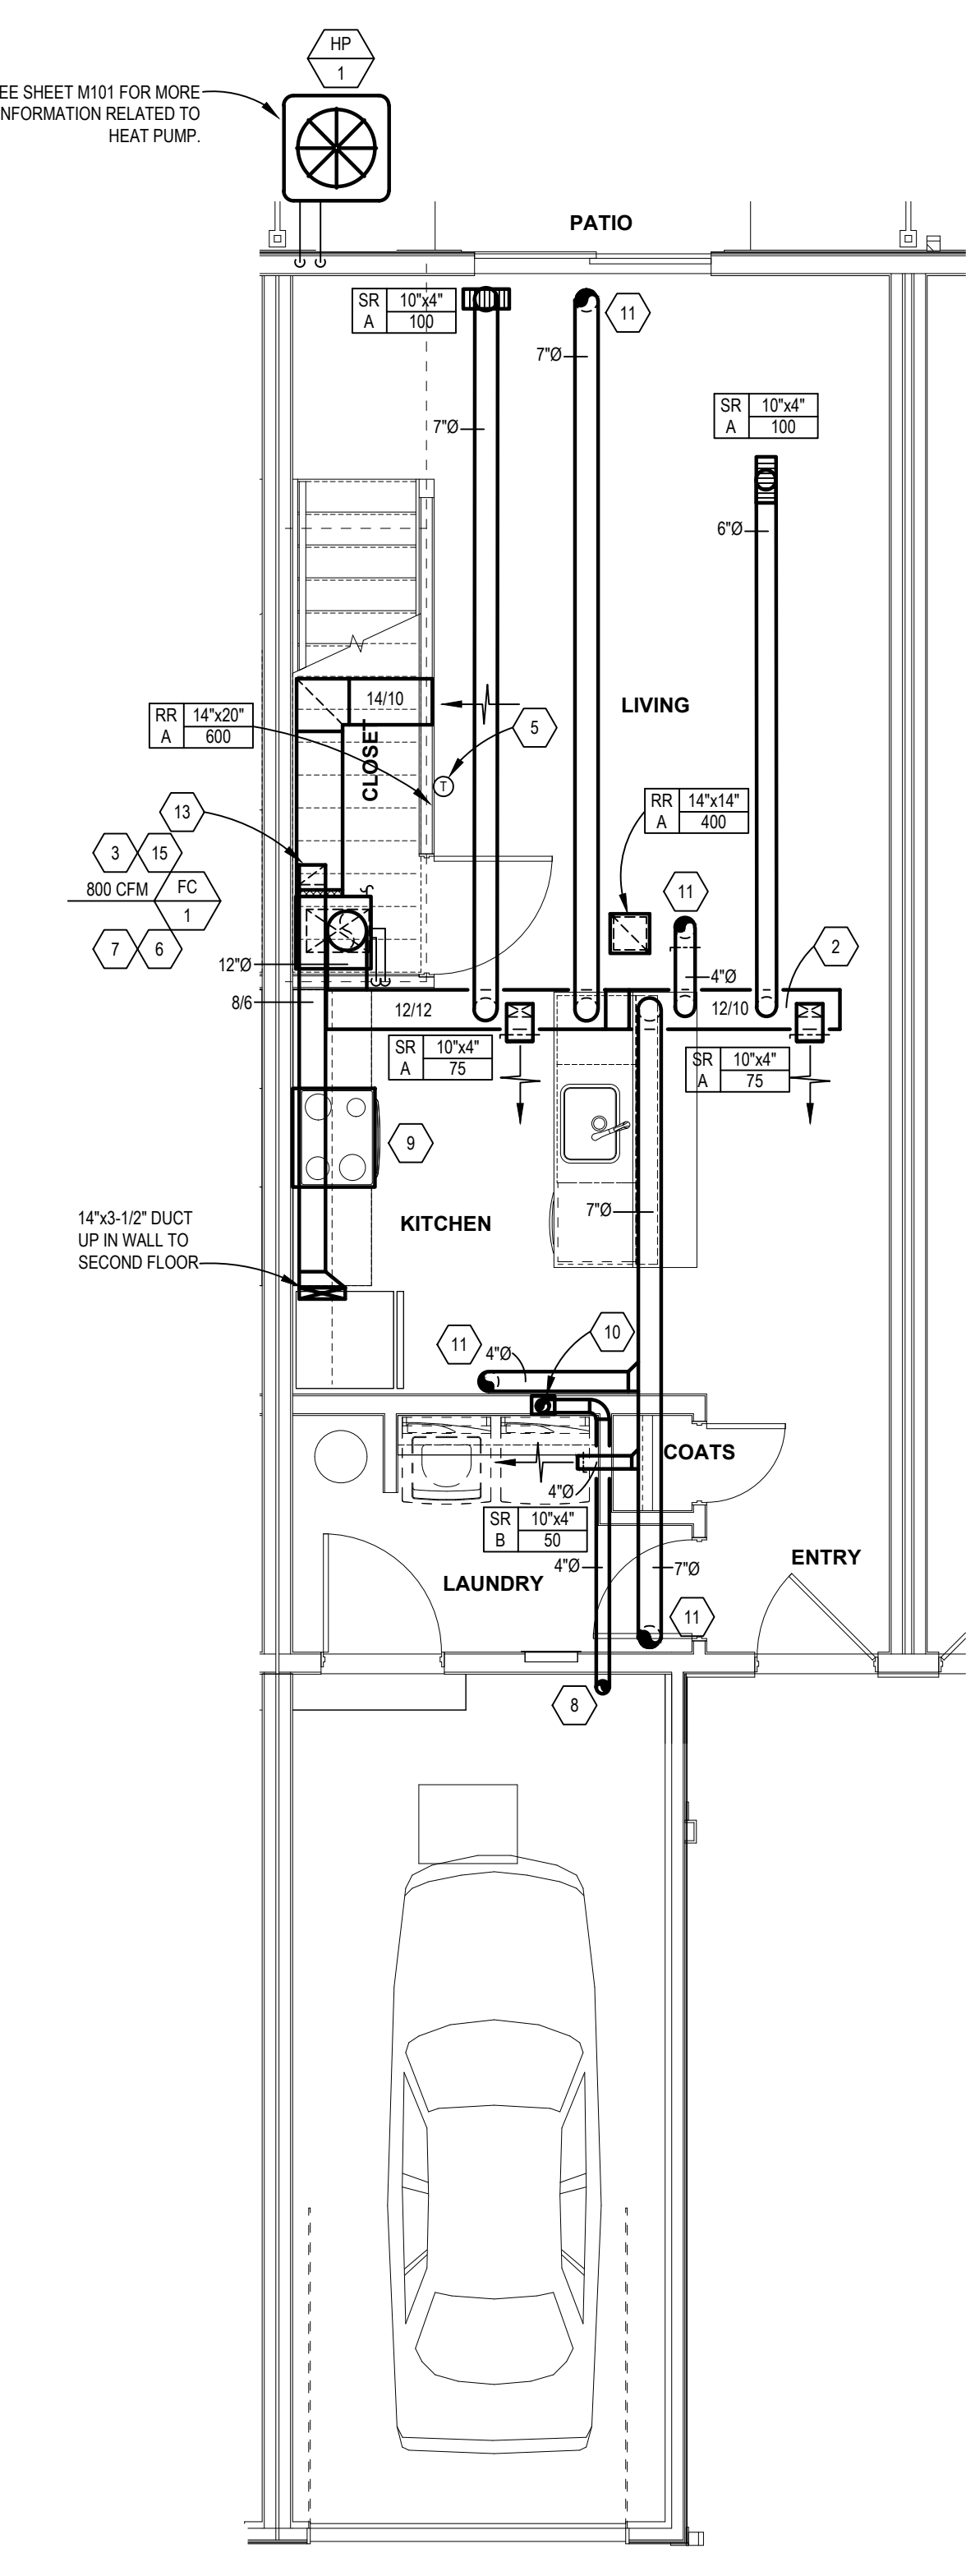 HP
1
EE SHEET M101 FOR MORE
NFORMATION RELATED TO
HEAT PUMP.
PATIO
SR 10"x4"
A 100
11
7"Ø
SR 10"x4"
A 100
7"Ø
6"Ø
14/10
LIVING
RR 14"x20"
A 600
5
CLOSET
T
RR 14"x14"
A 400
13
3 15
800 CFM FC
1
7 6
11
2
12"Ø
4"Ø
8/6
12/12
12/10
SR 10"x4"
A 75
SR 10"x4"
A 75
9
14"x3-1/2" DUCT
UP IN WALL TO
SECOND FLOOR
KITCHEN
7"Ø
11
4"Ø
10
COATS
4"Ø
SR 10"x4"
B 50
4"Ø
7"Ø
ENTRY
LAUNDRY
11
8